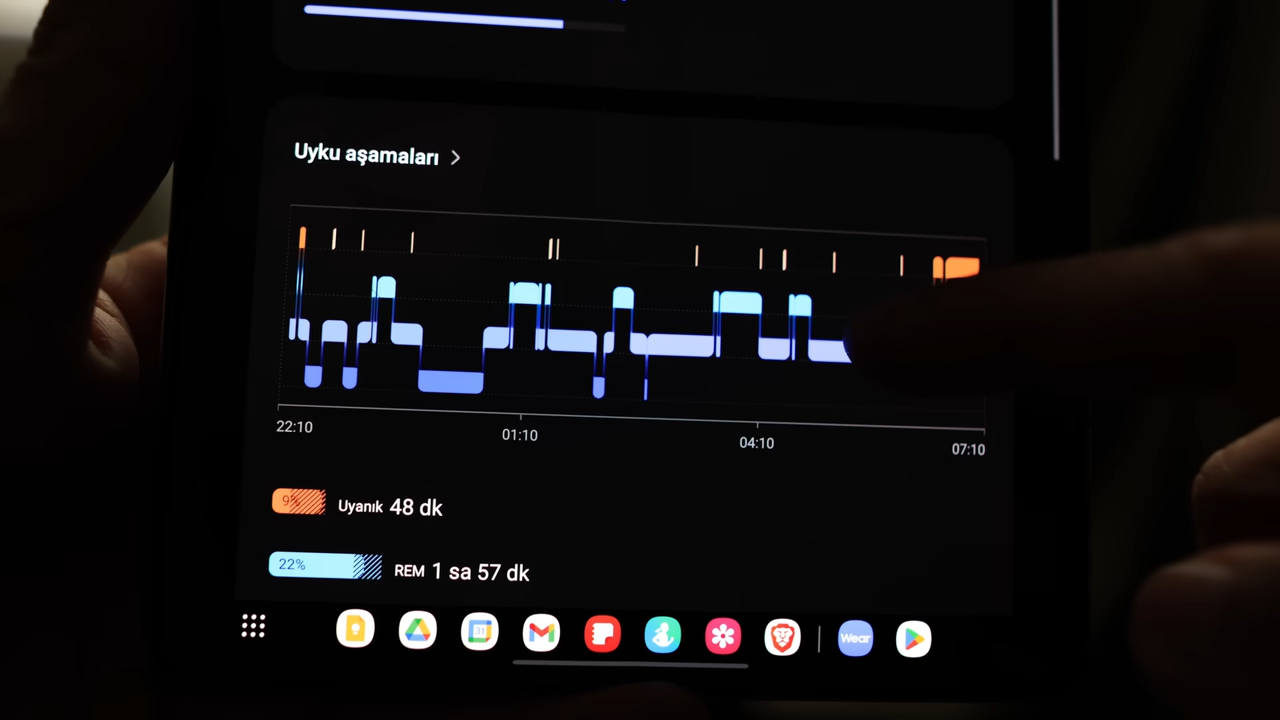 Uyku aşamaları
22:10 01:10 04:10 07:10
9% Uyanık 48 dk
22% REM 1 sa 57 dk
31
Wear